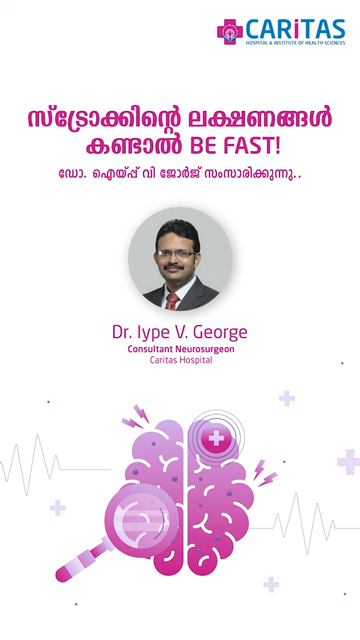 CARiTAS
HOSPITAL & INSTITUTE OF HEALTH SCIENCES
സ്ട്രോക്കിന്റെ ലക്ഷണങ്ങൾ
കണ്ടാൽ BE FAST!
ഡോ. ഐയ്പ്പ് വി ജോർജ് സംസാരിക്കുന്നു..
Dr. Iype V. George
Consultant Neurosurgeon
Caritas Hospital